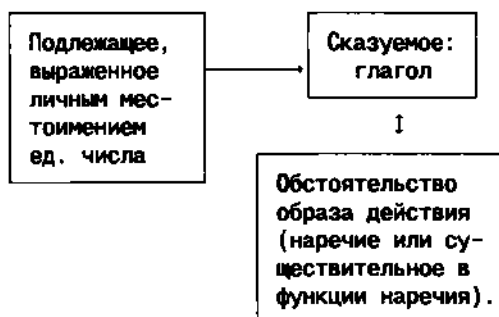 Подлежащее,
выраженное
личным мес-
тоимением
ед. числа
Сказуемое:
глагол
Обстоятельство
образа действия
(наречие или су-
ществительное в
функции наречия).